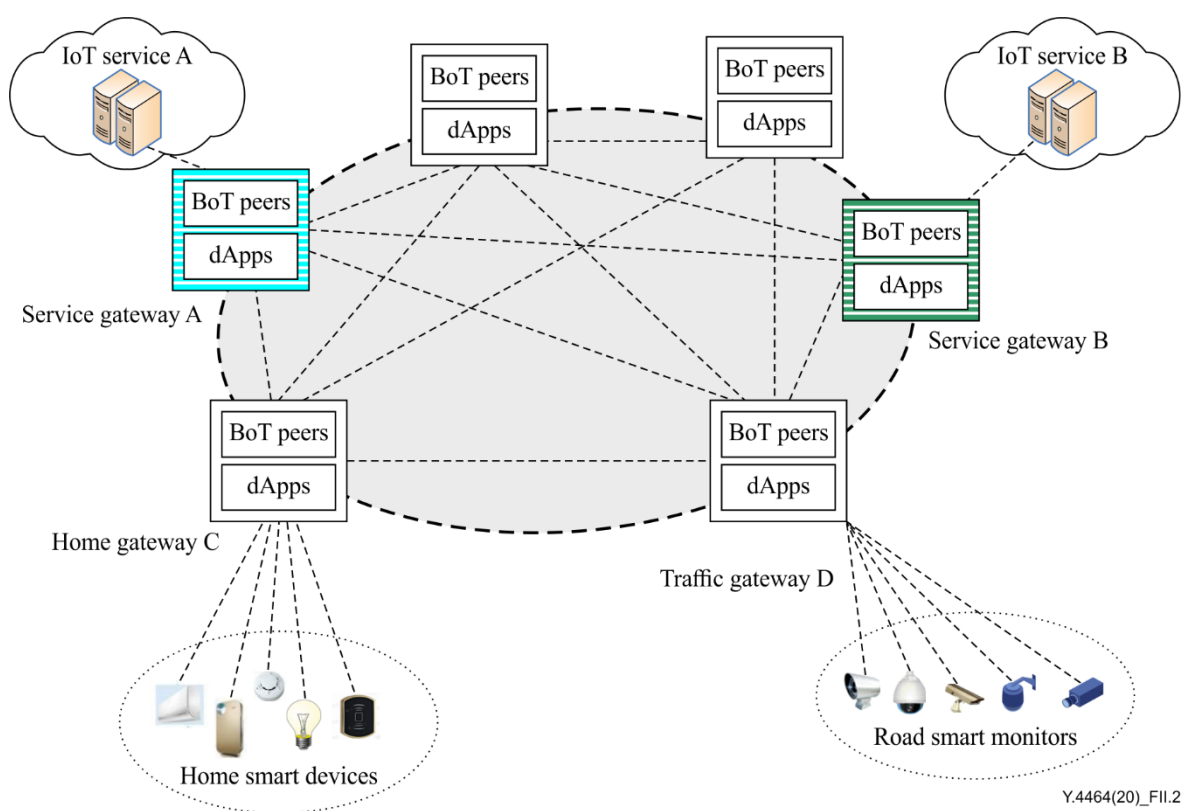 IoT service A
IoT service B
BoT peers
dApps
BoT peers
dApps
BoT peers
dApps
Service gateway A
BoT peers
dApps
Service gateway B
BoT peers
dApps
Home gateway C
BoT peers
dApps
Traffic gateway D
Home smart devices
Road smart monitors
Y.4464(20)_FII.2